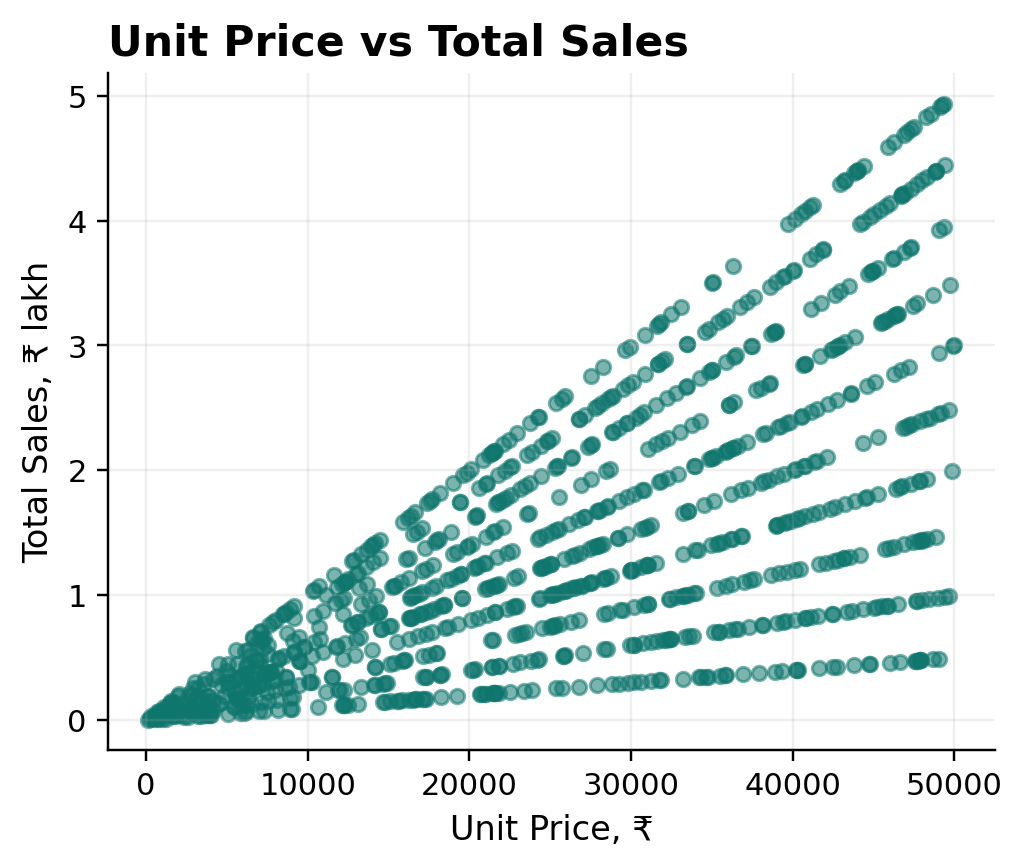 Unit Price vs Total Sales
Total Sales, ₹ lakh
5
4
3
2
1
0
0 10000 20000 30000 40000 50000
Unit Price, ₹